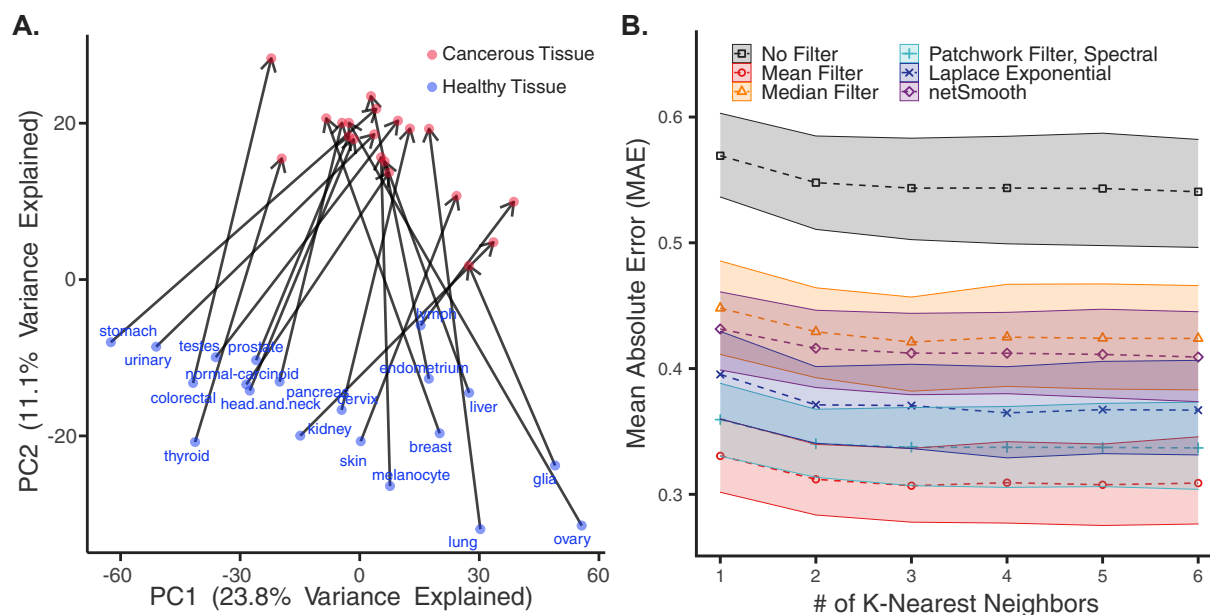 A.
Cancerous Tissue
Healthy Tissue
PC2 (11.1% Variance Explained)
20
0
-20
stomach
urinary
testes
prostate
lymph
normal-carcinoid
endometrium
colorectal
head.and.neck
pancreas
cervix
liver
thyroid
kidney
skin
breast
melanocyte
glia
lung
ovary
-60
-30
0
30
60
PC1 (23.8% Variance Explained)
B.
No Filter
Mean Filter
Median Filter
Patchwork Filter, Spectral
Laplace Exponential
netSmooth
Mean Absolute Error (MAE)
0.6
0.5
0.4
0.3
1
2
3
4
5
6
# of K-Nearest Neighbors